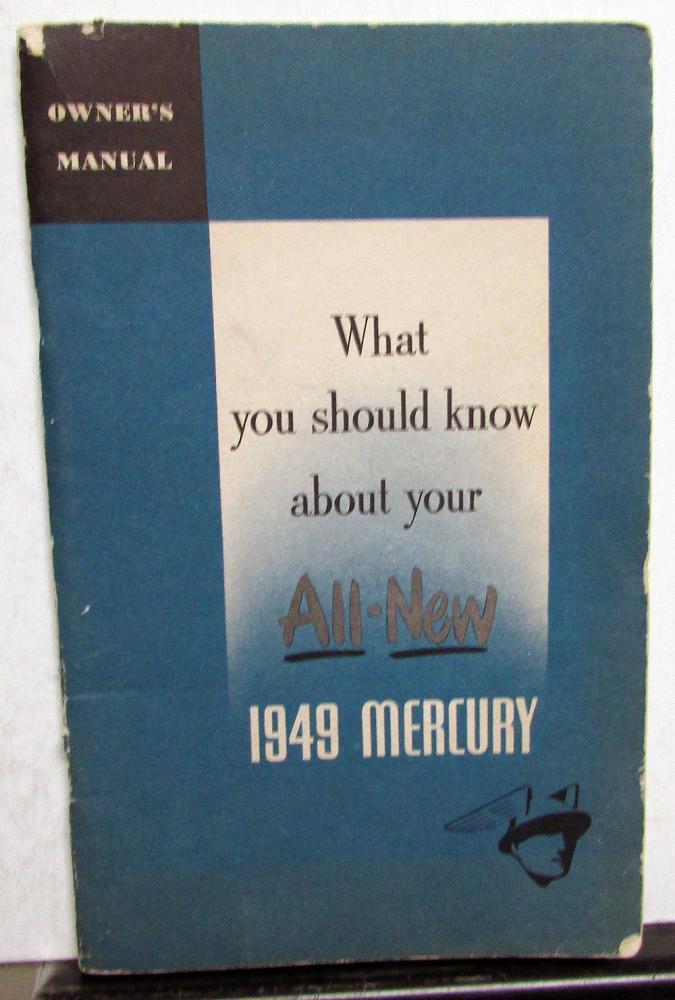 OWNER'S
MANUAL
What
you should know
about your
All-New
1949 MERCURY